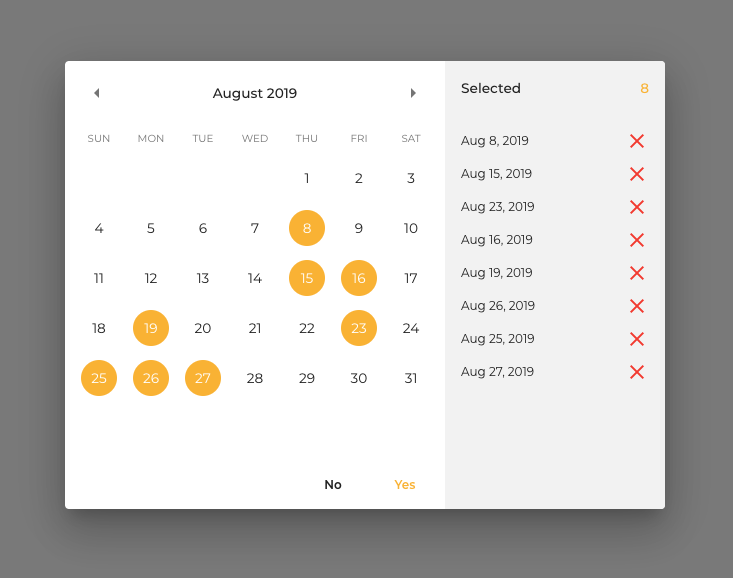 August 2019
SUN MON TUE WED THU FRI SAT
1 2 3
4 5 6 7 8 9 10
11 12 13 14 15 16 17
18 19 20 21 22 23 24
25 26 27 28 29 30 31
No Yes
Selected 8
Aug 8, 2019
Aug 15, 2019
Aug 23, 2019
Aug 16, 2019
Aug 19, 2019
Aug 26, 2019
Aug 25, 2019
Aug 27, 2019